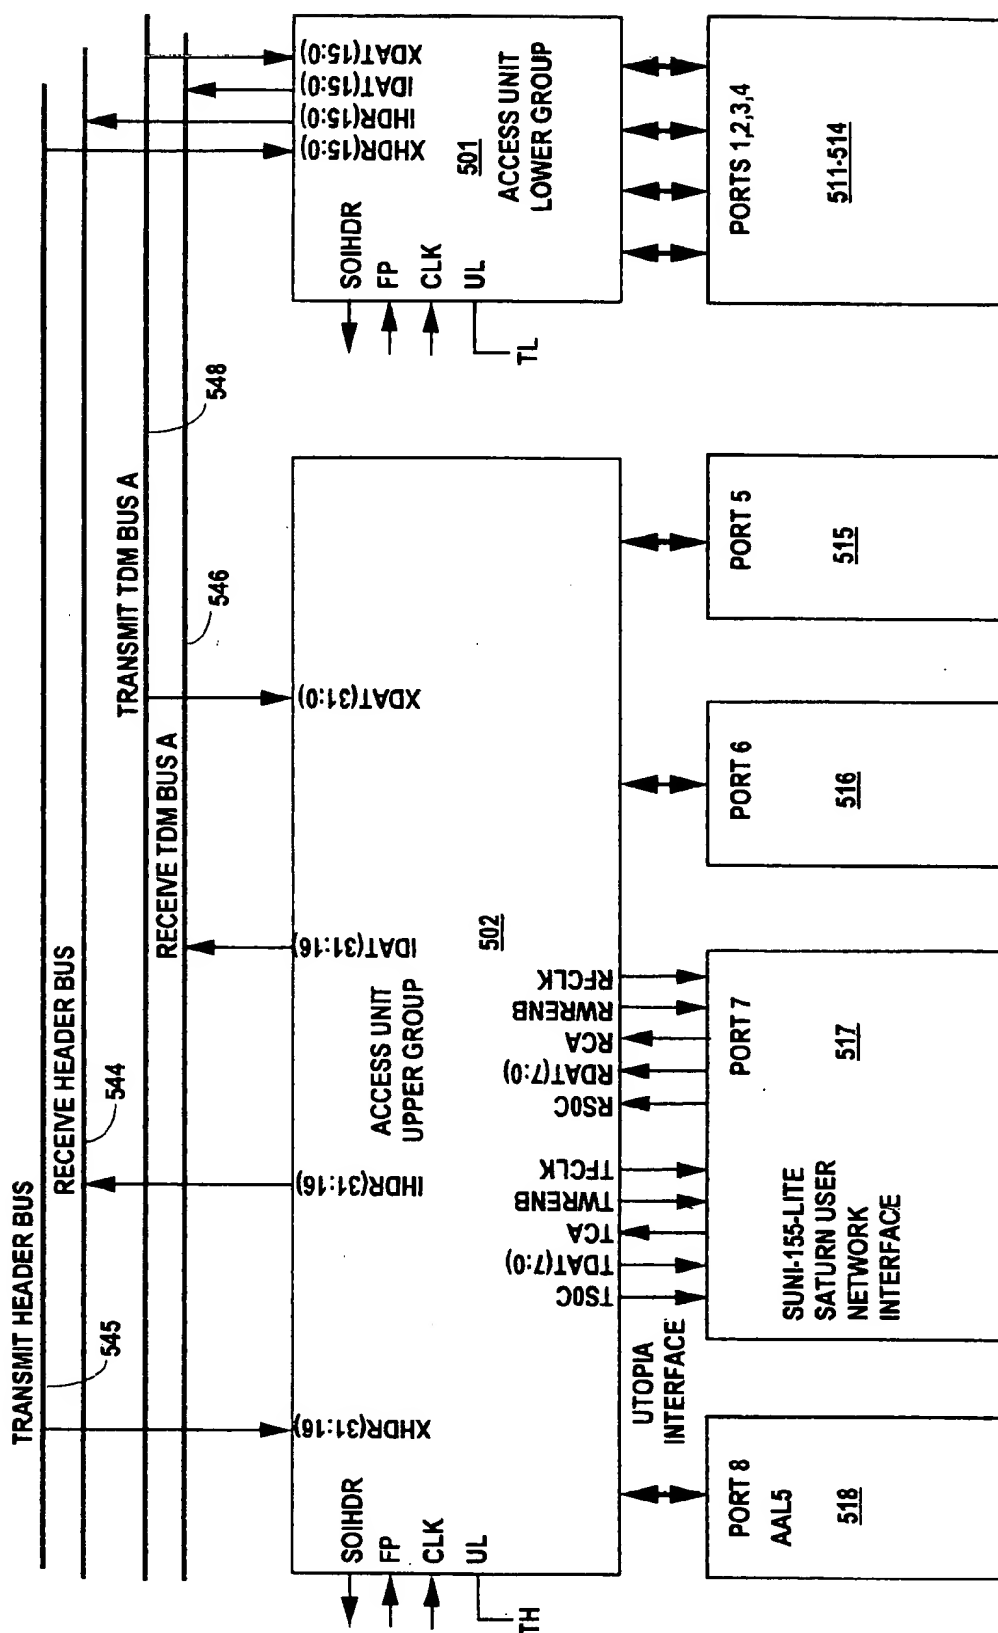 TRANSMIT HEADER BUS
545
RECEIVE HEADER BUS
544
TRANSMIT TDM BUS A
548
RECEIVE TDM BUS A
546
SOIHDR
FP
CLK
UL
TH
XHDR(31:16)
IHDR(31:16)
IDAT(31:16)
XDAT(31:0)
ACCESS UNIT
UPPER GROUP
502
SOIHDR
FP
CLK
UL
TL
XHDR(15:0)
IHDR(15:0)
IDAT(15:0)
XDAT(15:0)
501
ACCESS UNIT
LOWER GROUP
UTOPIA
INTERFACE
TSOC
TDAT(7:0)
TCA
TWRENB
TFCLK
RSOC
RDAT(7:0)
RCA
RWRENB
RFCLK
PORT 8
AAL5
518
PORT 7
517
SUNI-155-LITE
SATURN USER
NETWORK
INTERFACE
PORT 6
516
PORT 5
515
PORTS 1,2,3,4
511-514